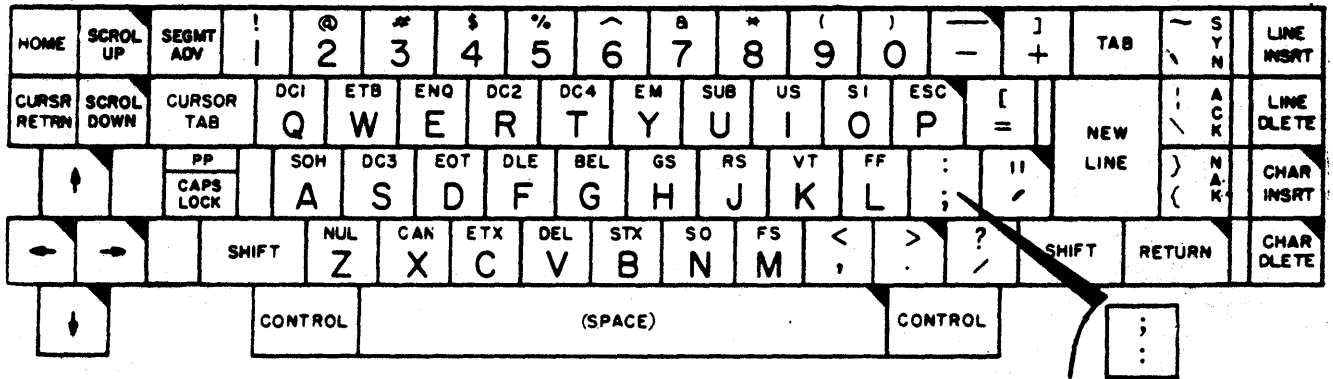 HOME SCROL UP SEGMT ADV ! 1 @ 2 # 3 $ 4 % 5 ^ 6 & 7 * 8 ( 9 ) 0 — - ] + TAB ~ \ SYN LINE INSRT
CURSR RETRN SCROL DOWN CURSOR TAB DC1 Q ETB W ENQ E DC2 R DC4 T EM Y SUB U US I SI O ESC P [ = NEW LINE ¦ \ ACK LINE DLETE
↑ PP CAPS LOCK SOH A DC3 S EOT D DLE F BEL G GS H RS J VT K FF L : ; " ' } { NAK CHAR INSRT
← → SHIFT NUL Z CAN X ETX C DEL V STX B SO N FS M < , > . ? / SHIFT RETURN CHAR DLETE
↓ CONTROL (SPACE) CONTROL
; :